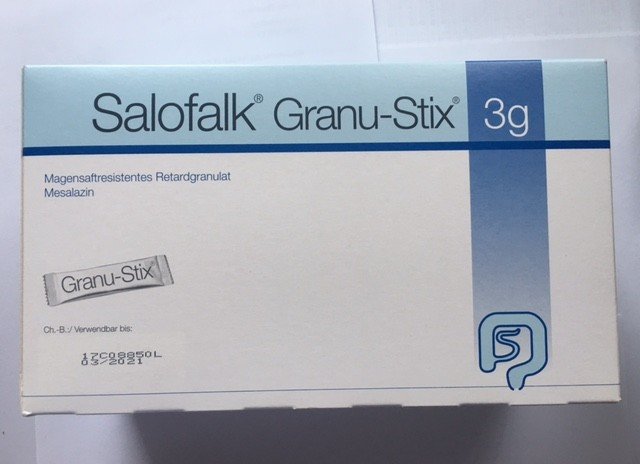 Salofalk® Granu-Stix® 3g
Magensaftresistentes Retardgranulat
Mesalazin
Granu-Stix®
Ch.-B.:/ Verwendbar bis:
17C08850L
03/2021